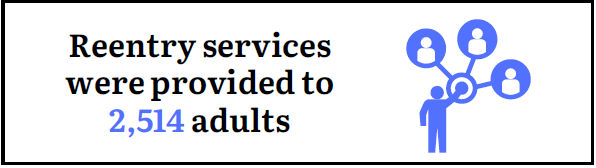 Reentry services
were provided to
2,514 adults